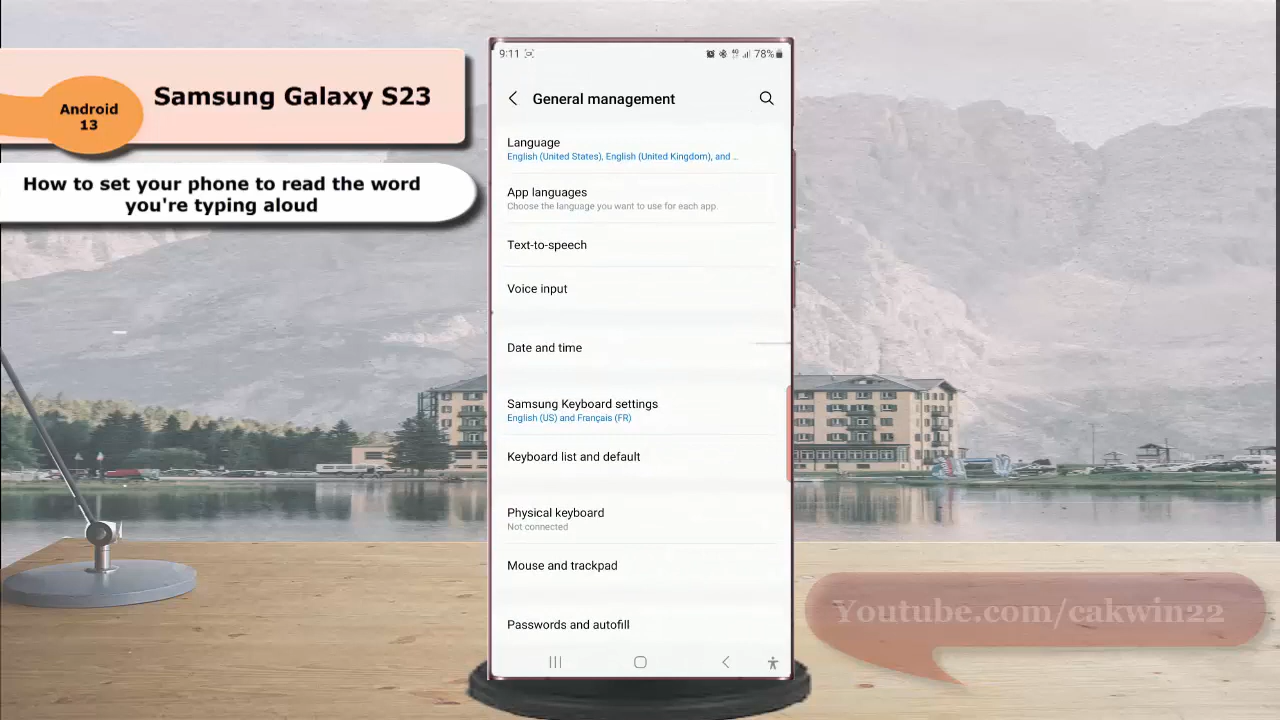 Samsung Galaxy S23
Android
13
How to set your phone to read the word
you're typing aloud
9:11
4G
78%
General management
Language
English (United States), English (United Kingdom), and ...
App languages
Choose the language you want to use for each app.
Text-to-speech
Voice input
Date and time
Samsung Keyboard settings
English (US) and Français (FR)
Keyboard list and default
Physical keyboard
Not connected
Mouse and trackpad
Passwords and autofill
Youtube.com/cakwin22